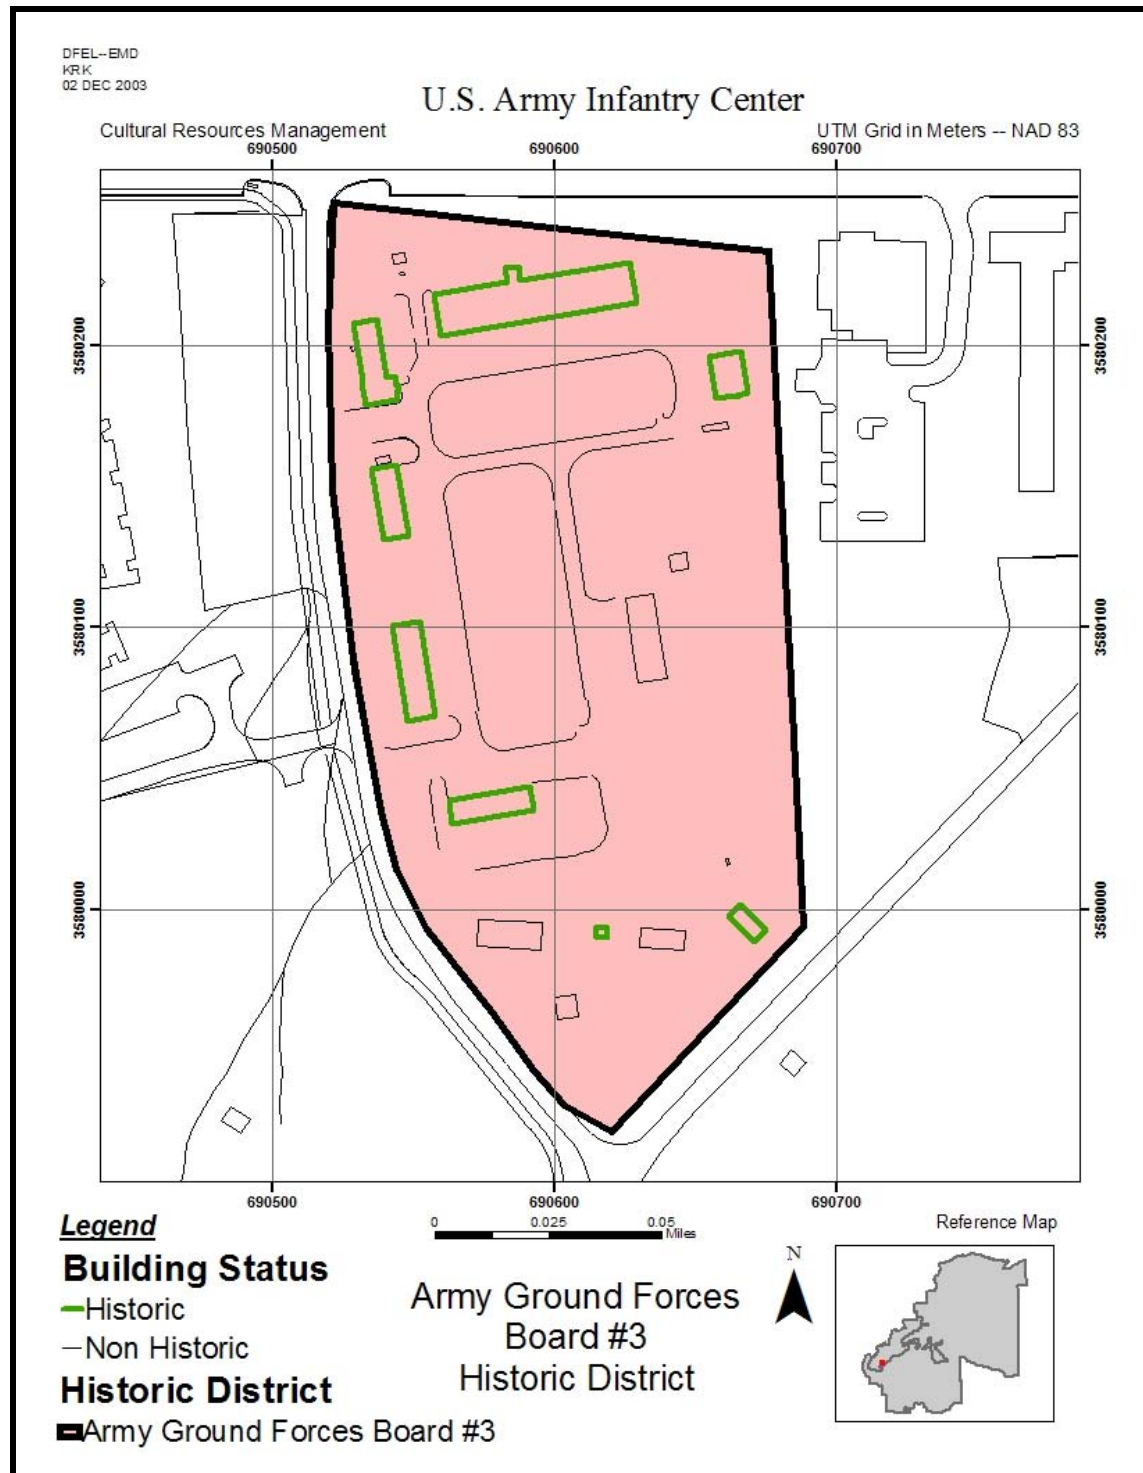 DFEL--EMD
KRK
02 DEC 2003
U.S. Army Infantry Center
Cultural Resources Management
UTM Grid in Meters -- NAD 83
690500
690600
690700
3580200
3580200
3580100
3580100
3580000
3580000
690500
690600
690700
Legend
Building Status
Historic
Non Historic
Historic District
Army Ground Forces Board #3
0
0.025
0.05
Miles
Army Ground Forces
Board #3
Historic District
N
Reference Map